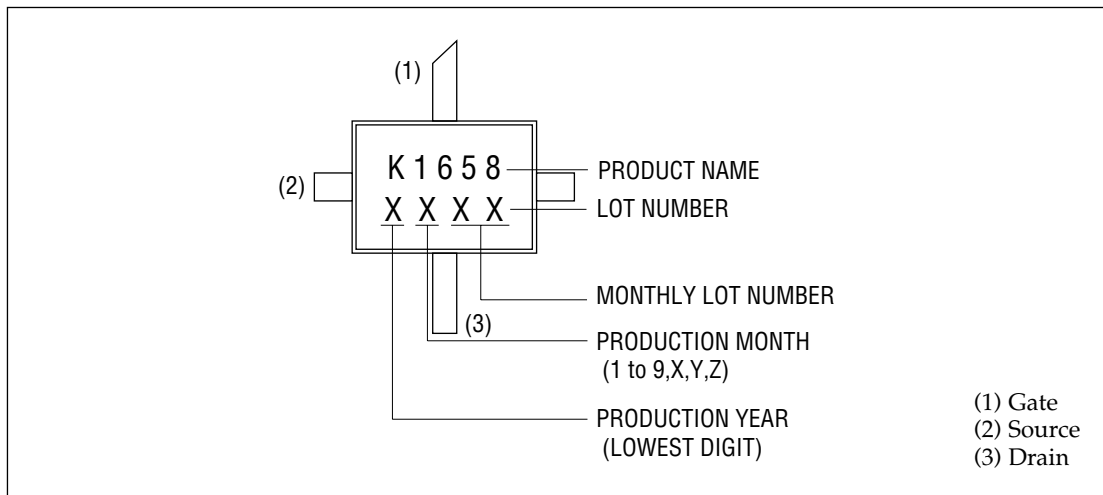 (1)
K1658
PRODUCT NAME
(2)
XXXX
LOT NUMBER
MONTHLY LOT NUMBER
(3)
PRODUCTION MONTH
(1 to 9,X,Y,Z)
PRODUCTION YEAR
(LOWEST DIGIT)
(1) Gate
(2) Source
(3) Drain